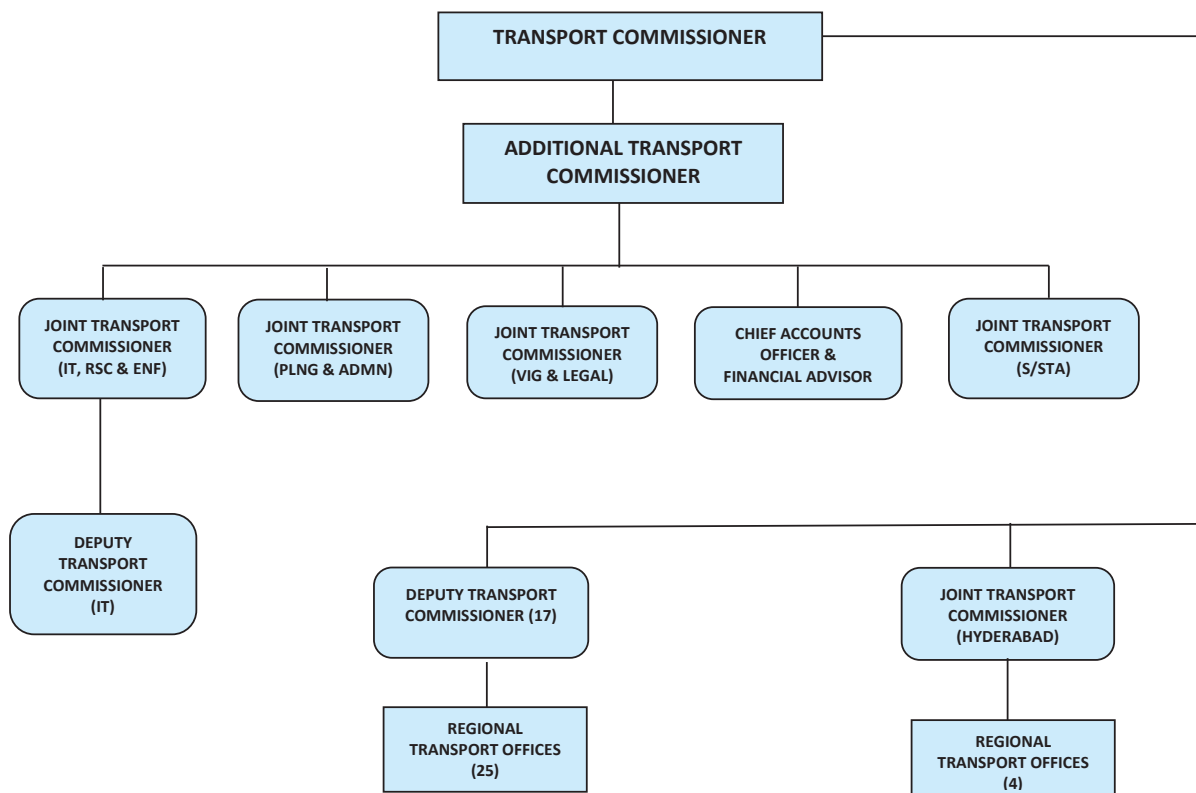 TRANSPORT COMMISSIONER
ADDITIONAL TRANSPORT
COMMISSIONER
JOINT TRANSPORT
COMMISSIONER
(IT, RSC & ENF)
JOINT TRANSPORT
COMMISSIONER
(PLNG & ADMN)
JOINT TRANSPORT
COMMISSIONER
(VIG & LEGAL)
CHIEF ACCOUNTS
OFFICER &
FINANCIAL ADVISOR
JOINT TRANSPORT
COMMISSIONER
(S/STA)
DEPUTY
TRANSPORT
COMMISSIONER
(IT)
DEPUTY TRANSPORT
COMMISSIONER (17)
JOINT TRANSPORT
COMMISSIONER
(HYDERABAD)
REGIONAL
TRANSPORT OFFICES
(25)
REGIONAL
TRANSPORT OFFICES
(4)